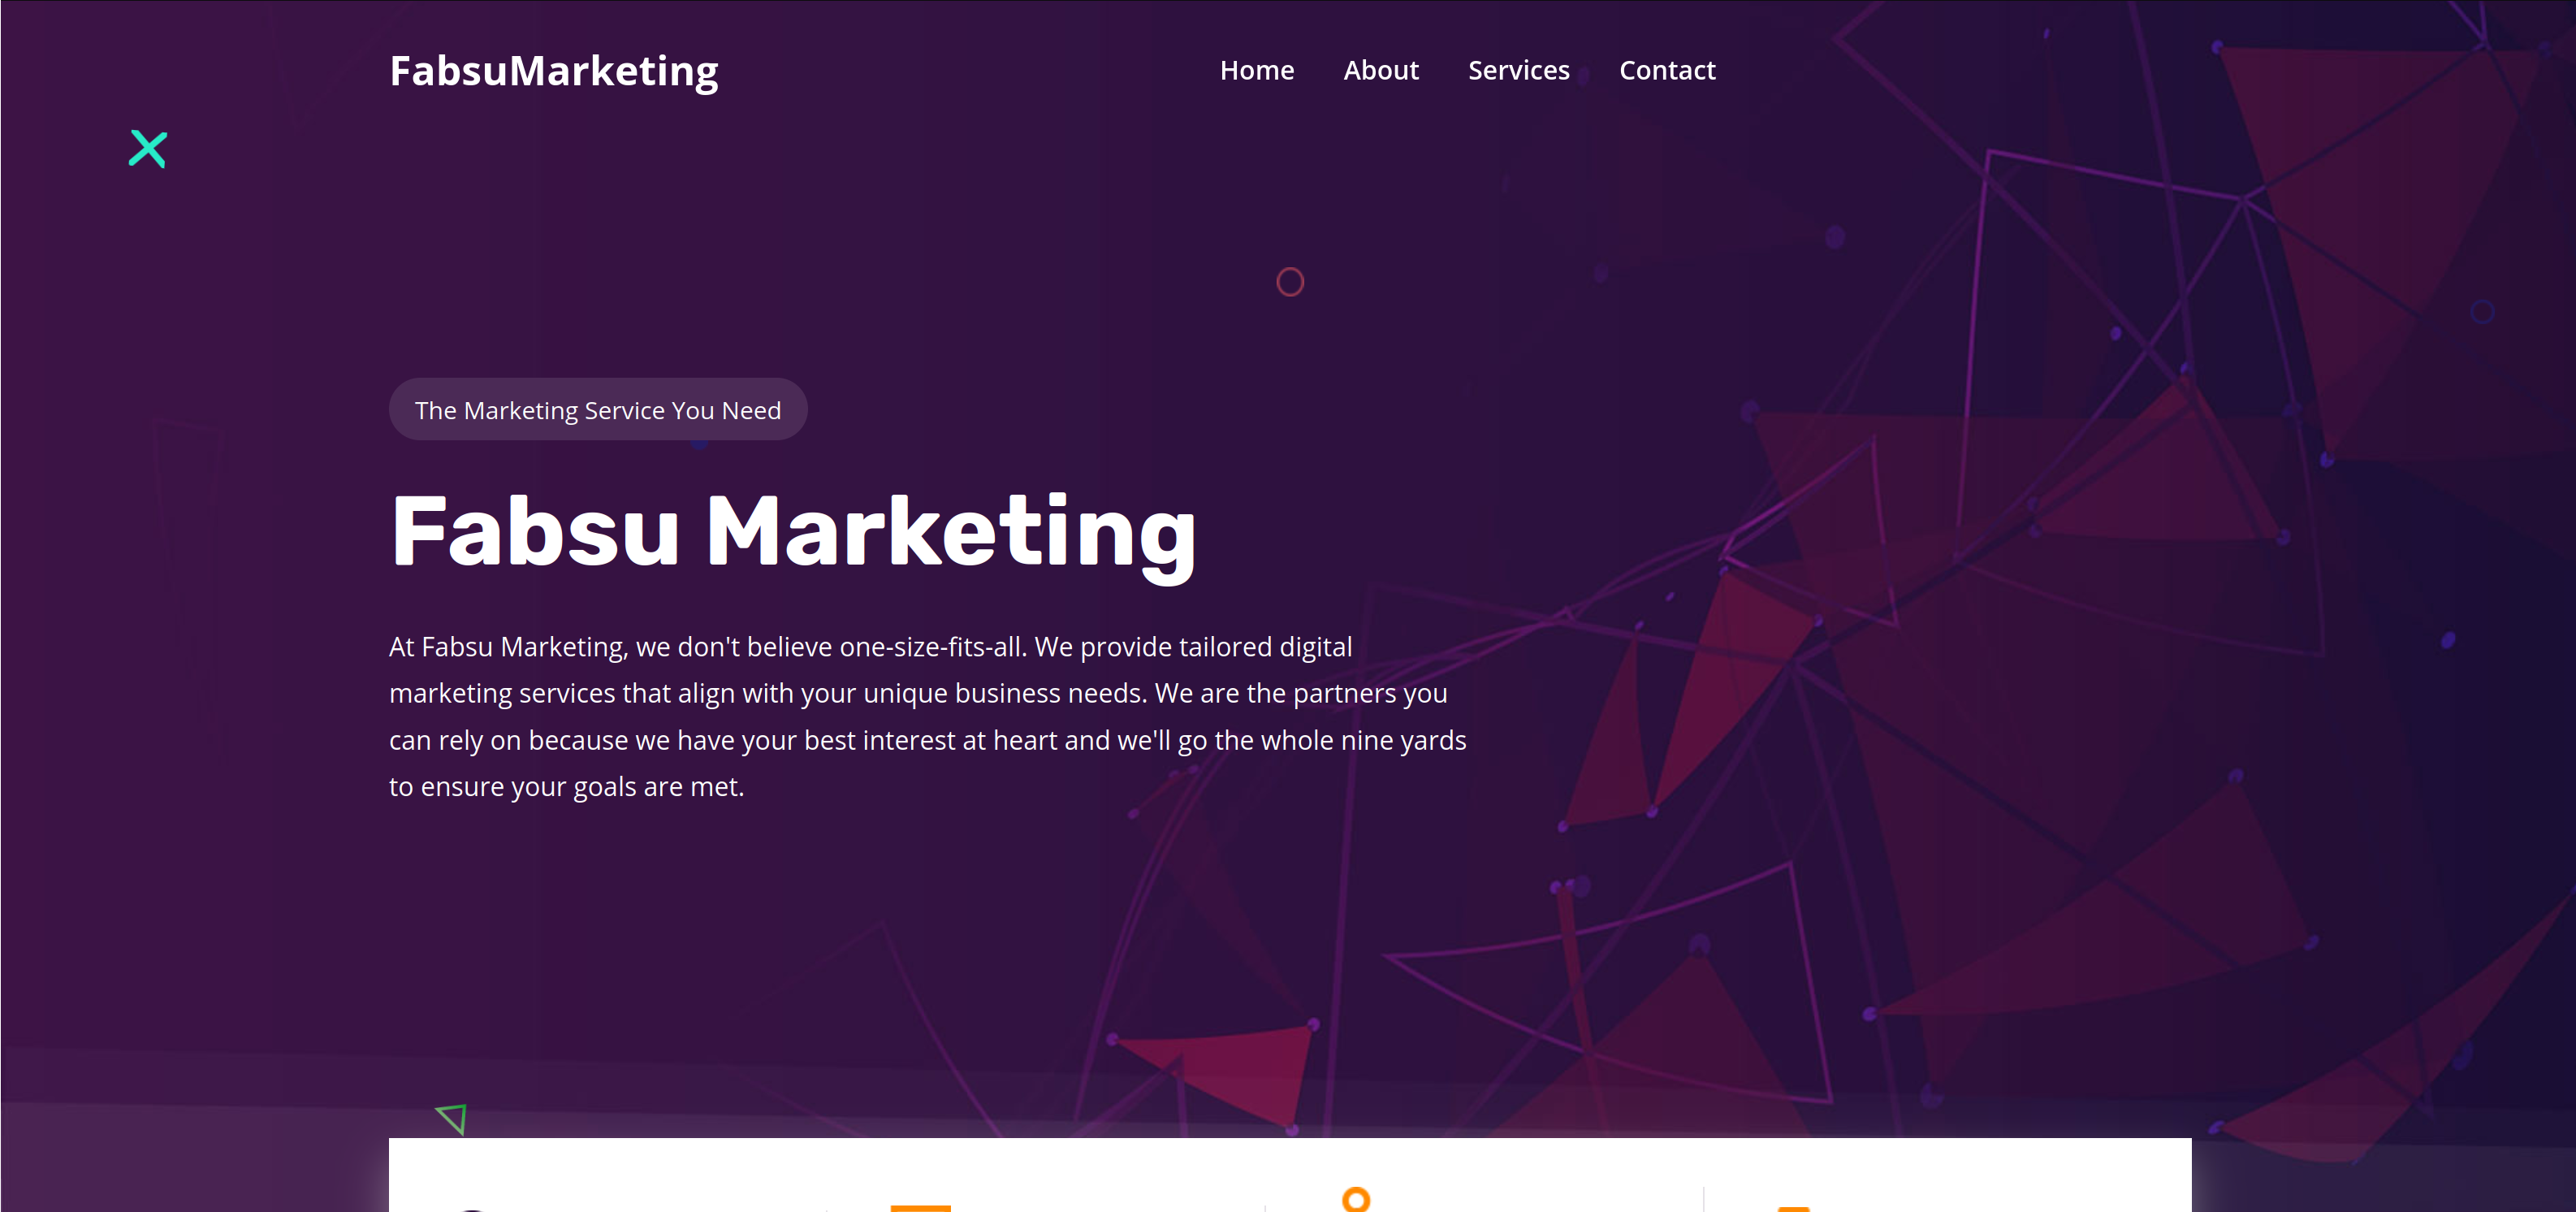 FabsuMarketing
Home About Services Contact
The Marketing Service You Need
Fabsu Marketing
At Fabsu Marketing, we don't believe one-size-fits-all. We provide tailored digital
marketing services that align with your unique business needs. We are the partners you
can rely on because we have your best interest at heart and we'll go the whole nine yards
to ensure your goals are met.